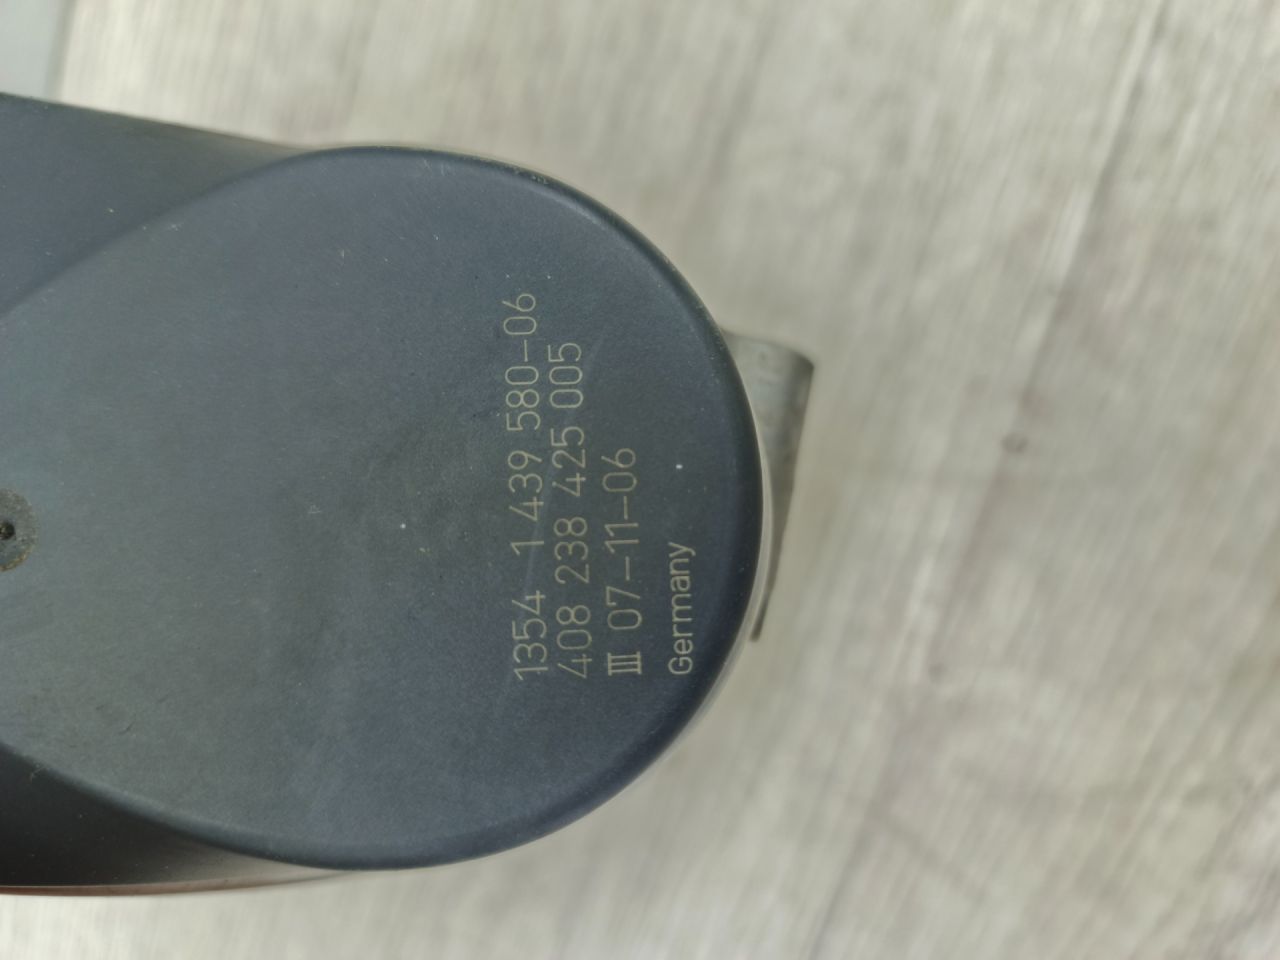 1354 1 439 580-06
408 238 425 005
III 07-11-06
Germany